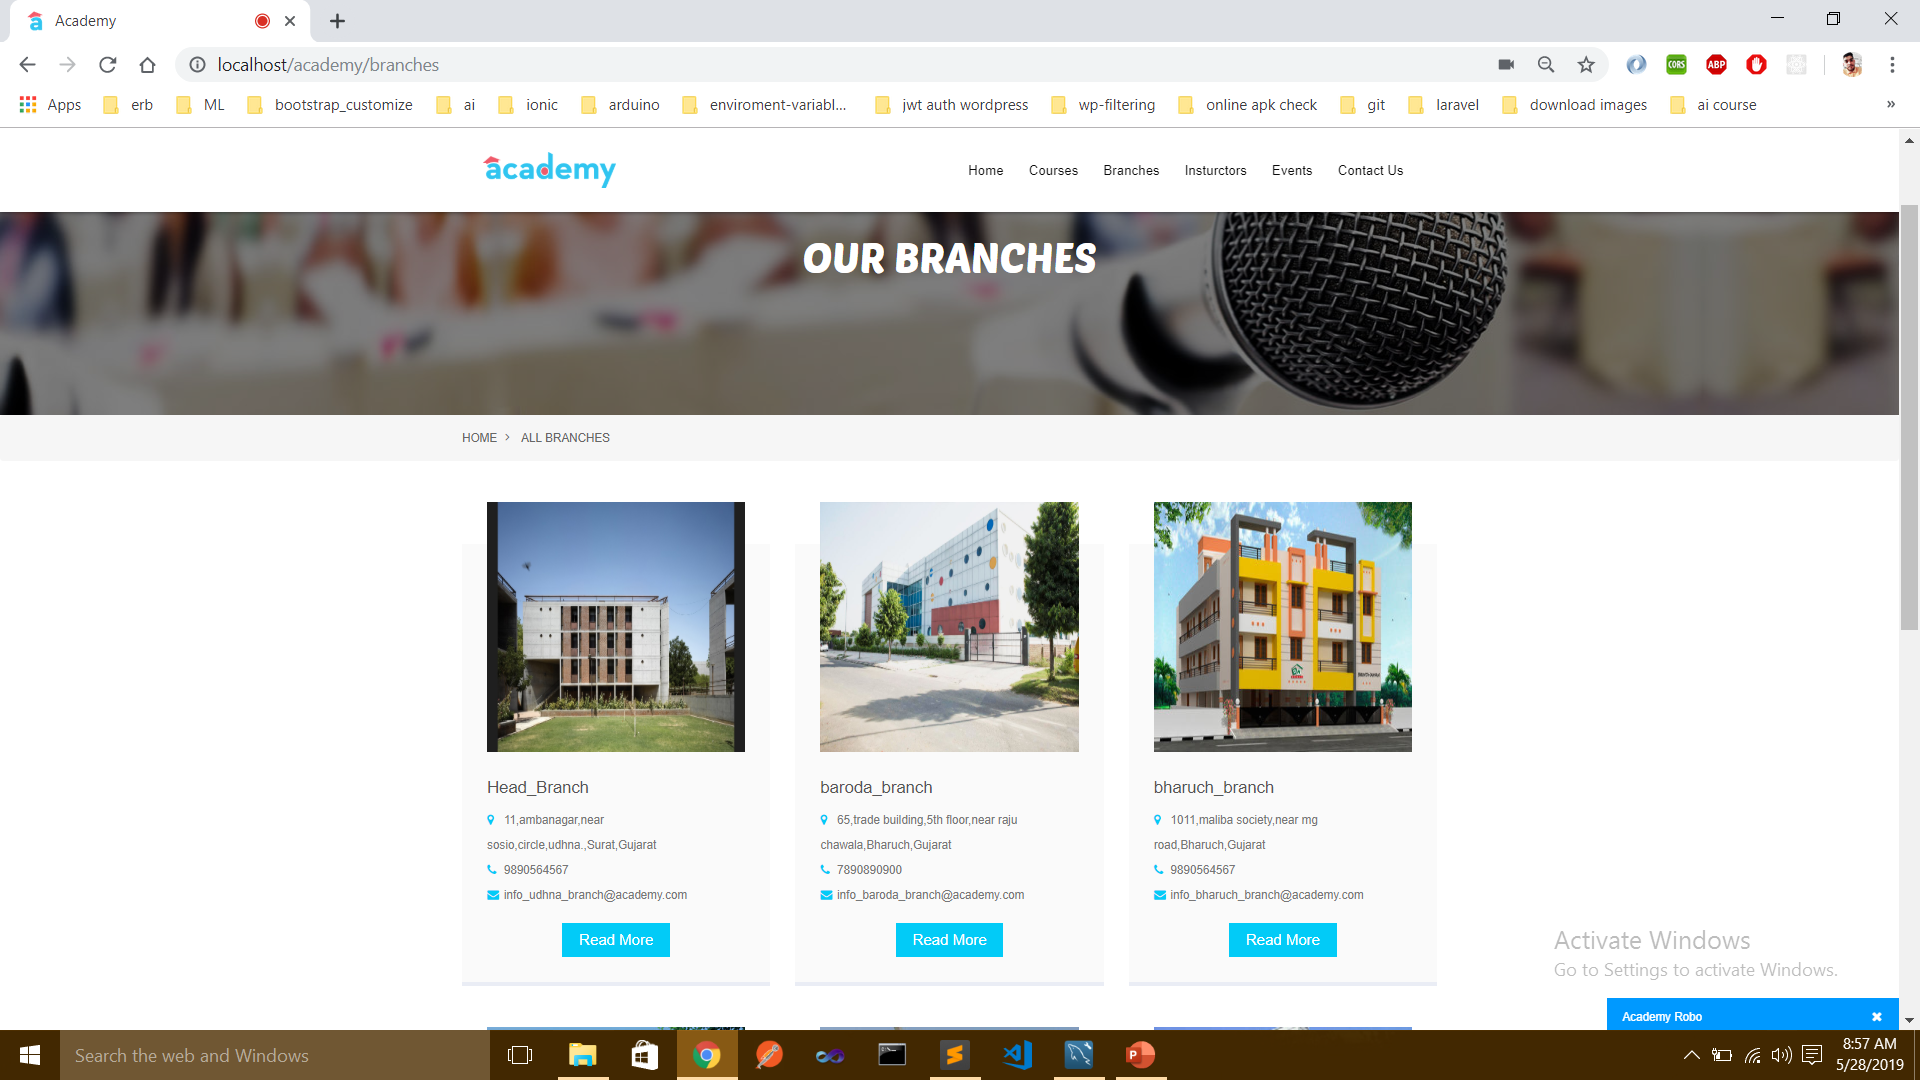 Academy
localhost/academy/branches
Apps erb ML bootstrap_customize ai ionic arduino enviroment-variabl... jwt auth wordpress wp-filtering online apk check git laravel download images ai course »
CORS ABP
academy
Home Courses Branches Insturctors Events Contact Us
OUR BRANCHES
HOME > ALL BRANCHES
Head_Branch
11,ambanagar,near
sosio,circle,udhna.,Surat,Gujarat
9890564567
info_udhna_branch@academy.com
Read More
baroda_branch
65,trade building,5th floor,near raju
chawala,Bharuch,Gujarat
7890890900
info_baroda_branch@academy.com
Read More
bharuch_branch
1011,maliba society,near mg
road,Bharuch,Gujarat
9890564567
info_bharuch_branch@academy.com
Read More
Activate Windows
Go to Settings to activate Windows.
Academy Robo
Search the web and Windows
8:57 AM
5/28/2019